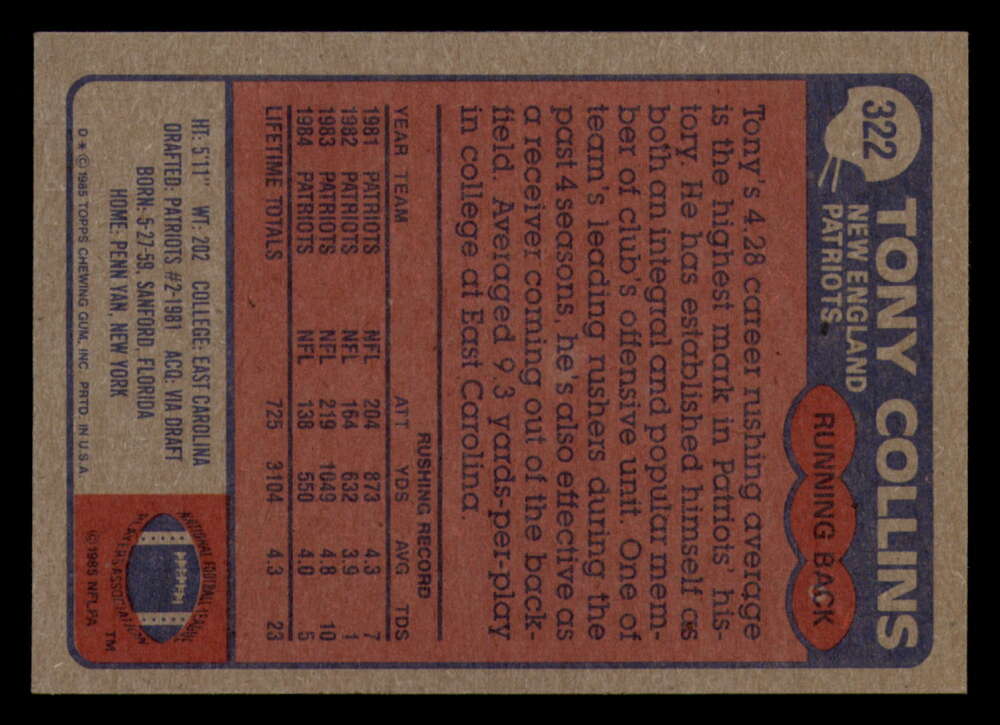 322
TONY COLLINS
NEW ENGLAND
PATRIOTS
RUNNING BACK
Tony's 4.28 career rushing average
is the highest mark in Patriots' his-
tory. He has established himself as
both an integral and popular mem-
ber of club's offensive unit. One of
team's leading rushers during the
past 4 seasons, he's also effective as
a receiver coming out of the back-
field. Averaged 9.3 yards-per-play
in college at East Carolina.
RUSHING RECORD
YEAR TEAM ATT YDS AVG TDS
1981 PATRIOTS NFL 204 873 4.3 7
1982 PATRIOTS NFL 164 632 3.9 1
1983 PATRIOTS NFL 219 1049 4.8 10
1984 PATRIOTS NFL 138 550 4.0 5
LIFETIME TOTALS 725 3104 4.3 23
HT: 5'11" WT: 202 COLLEGE: EAST CAROLINA
DRAFTED: PATRIOTS #2-1981 ACQ: VIA DRAFT
BORN: 5-27-59, SANFORD, FLORIDA
HOME: PENN YAN, NEW YORK
D* © 1985 TOPPS CHEWING GUM, INC. PRTD. IN U.S.A.
NATIONAL FOOTBALL LEAGUE
PLAYERS ASSOCIATION
TM
© 1985 NFLPA